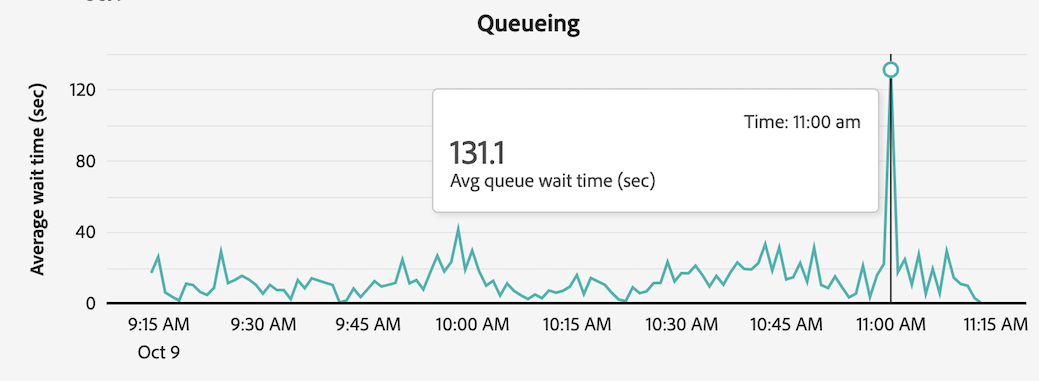 Queueing
Average wait time (sec)
120
80
40
0
Time: 11:00 am
131.1
Avg queue wait time (sec)
9:15 AM 9:30 AM 9:45 AM 10:00 AM 10:15 AM 10:30 AM 10:45 AM 11:00 AM 11:15 AM
Oct 9